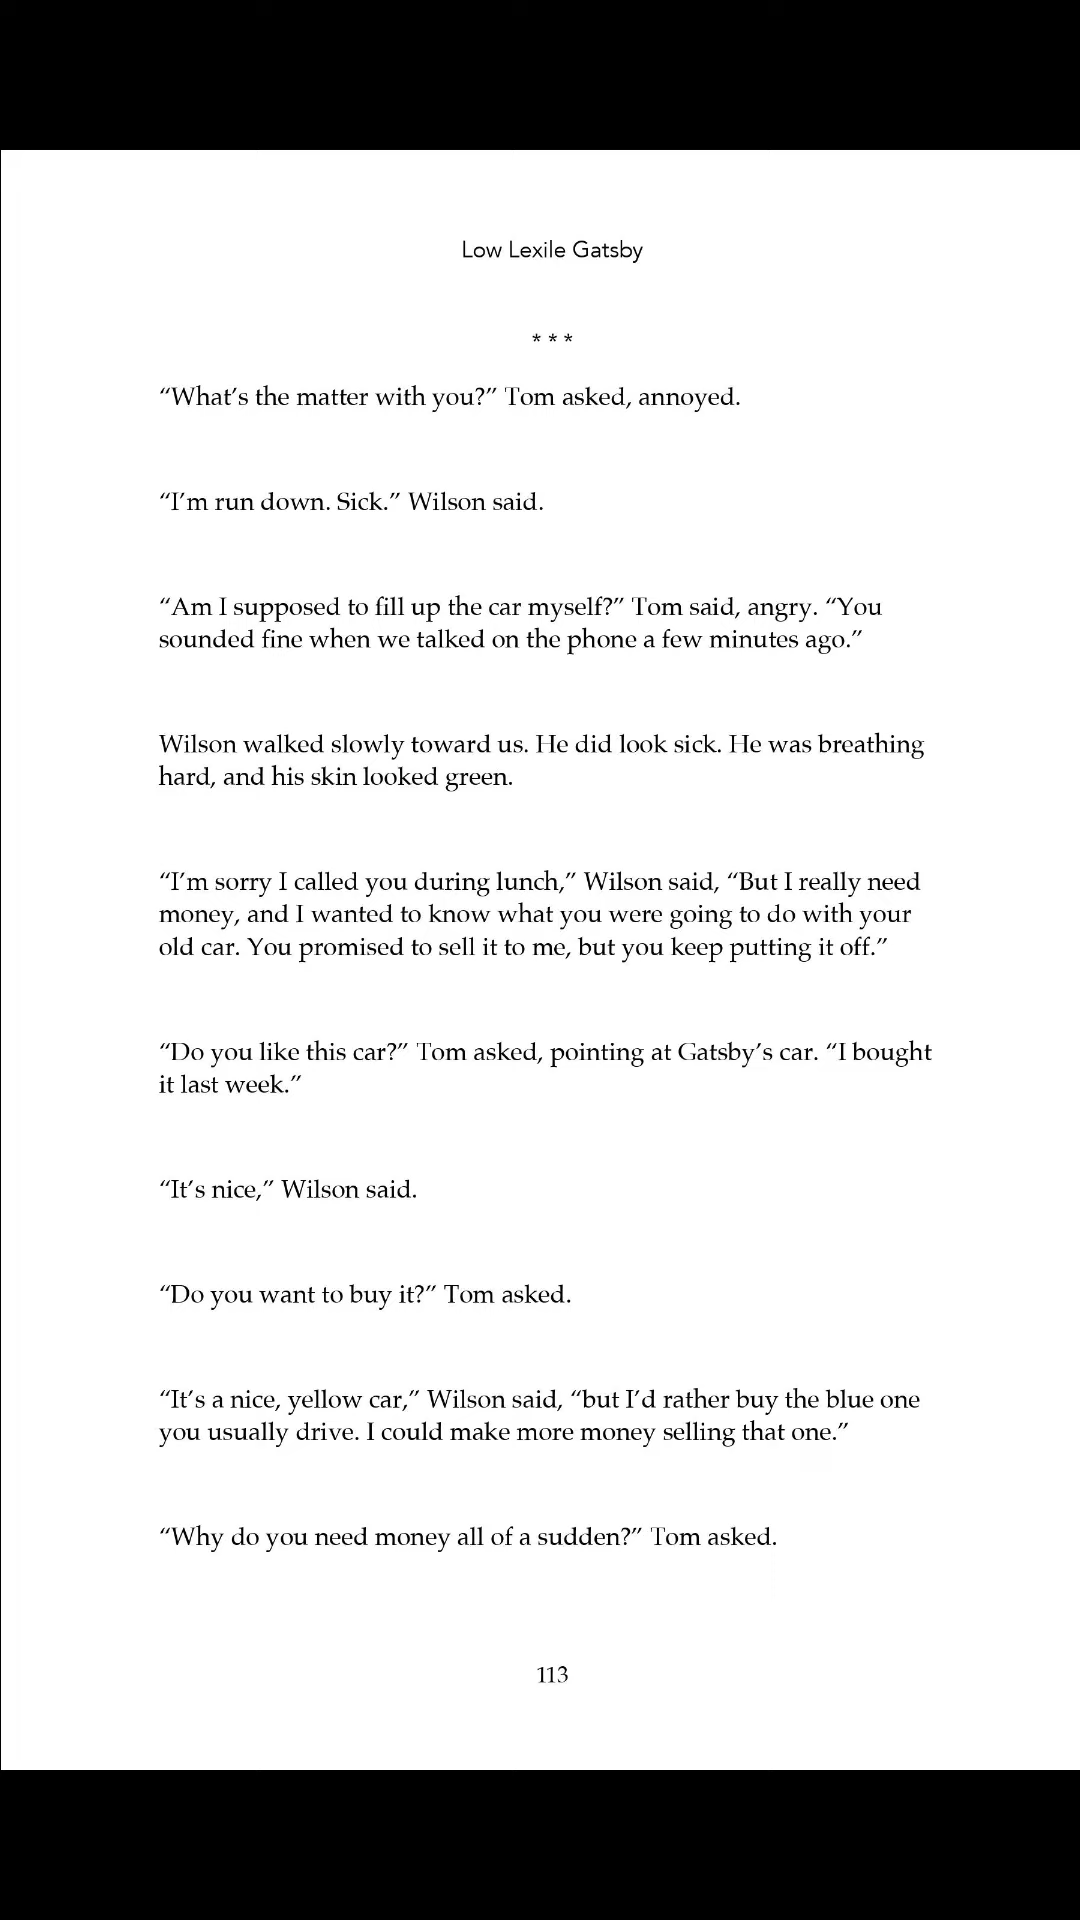 Low Lexile Gatsby
* * *
“What’s the matter with you?” Tom asked, annoyed.
“I’m run down. Sick.” Wilson said.
“Am I supposed to fill up the car myself?” Tom said, angry. “You
sounded fine when we talked on the phone a few minutes ago.”
Wilson walked slowly toward us. He did look sick. He was breathing
hard, and his skin looked green.
“I’m sorry I called you during lunch,” Wilson said, “But I really need
money, and I wanted to know what you were going to do with your
old car. You promised to sell it to me, but you keep putting it off.”
“Do you like this car?” Tom asked, pointing at Gatsby’s car. “I bought
it last week.”
“It’s nice,” Wilson said.
“Do you want to buy it?” Tom asked.
“It’s a nice, yellow car,” Wilson said, “but I’d rather buy the blue one
you usually drive. I could make more money selling that one.”
“Why do you need money all of a sudden?” Tom asked.
113